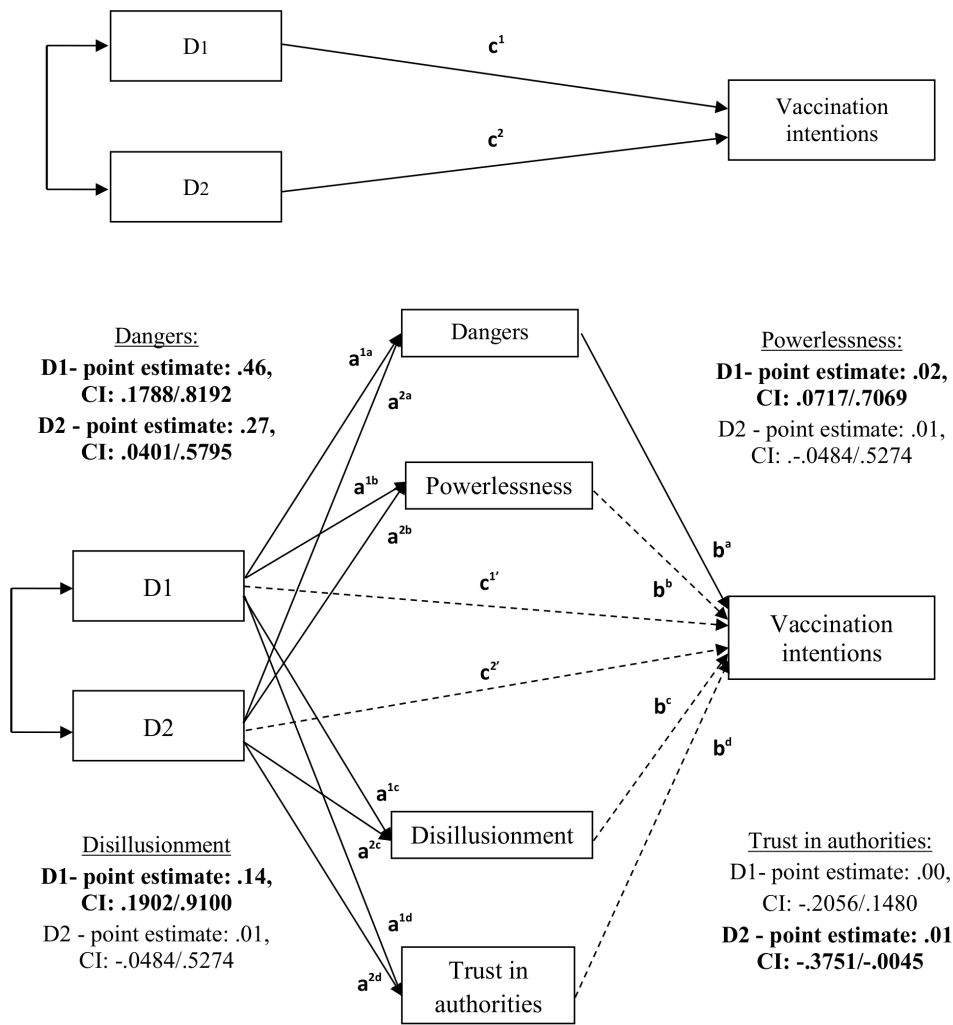 D1
c¹
Vaccination
intentions
c²
D2
Dangers:
D1- point estimate: .46,
CI: .1788/.8192
D2 - point estimate: .27,
CI: .0401/.5795
Dangers
a¹ᵃ
a²ᵃ
Powerlessness:
D1- point estimate: .02,
CI: .0717/.7069
D2 - point estimate: .01,
CI: .-.0484/.5274
a¹ᵇ
Powerlessness
a²ᵇ
bᵃ
D1
c¹′
bᵇ
Vaccination
intentions
D2
c²′
bᶜ
bᵈ
a¹ᶜ
Disillusionment
a²ᶜ
Disillusionment
D1- point estimate: .14,
CI: .1902/.9100
D2 - point estimate: .01,
CI: -.0484/.5274
Trust in authorities:
D1- point estimate: .00,
CI: -.2056/.1480
D2 - point estimate: .01
CI: -.3751/-.0045
a¹ᵈ
a²ᵈ
Trust in
authorities